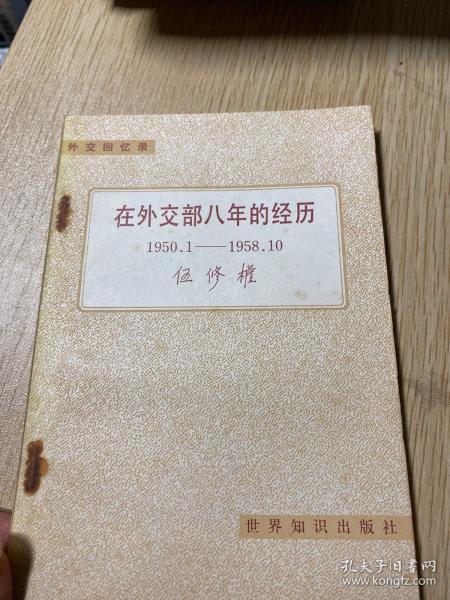 外交回忆录
在外交部八年的经历
1950.1——1958.10
伍修權
世界知识出版社
孔夫子旧书网
www.kongfz.com